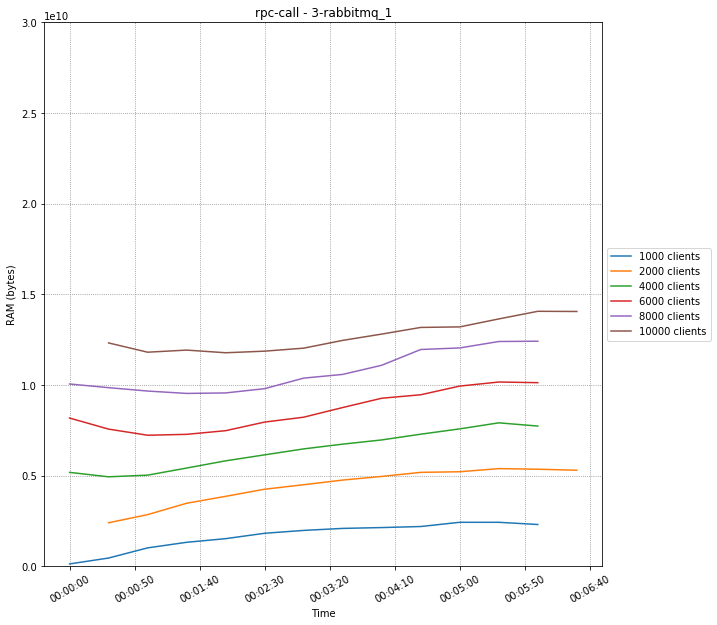 rpc-call - 3-rabbitmq_1
1e10
3.0
2.5
2.0
1.5
1.0
0.5
0.0
RAM (bytes)
00:00:00
00:00:50
00:01:40
00:02:30
00:03:20
00:04:10
00:05:00
00:05:50
00:06:40
Time
1000 clients
2000 clients
4000 clients
6000 clients
8000 clients
10000 clients